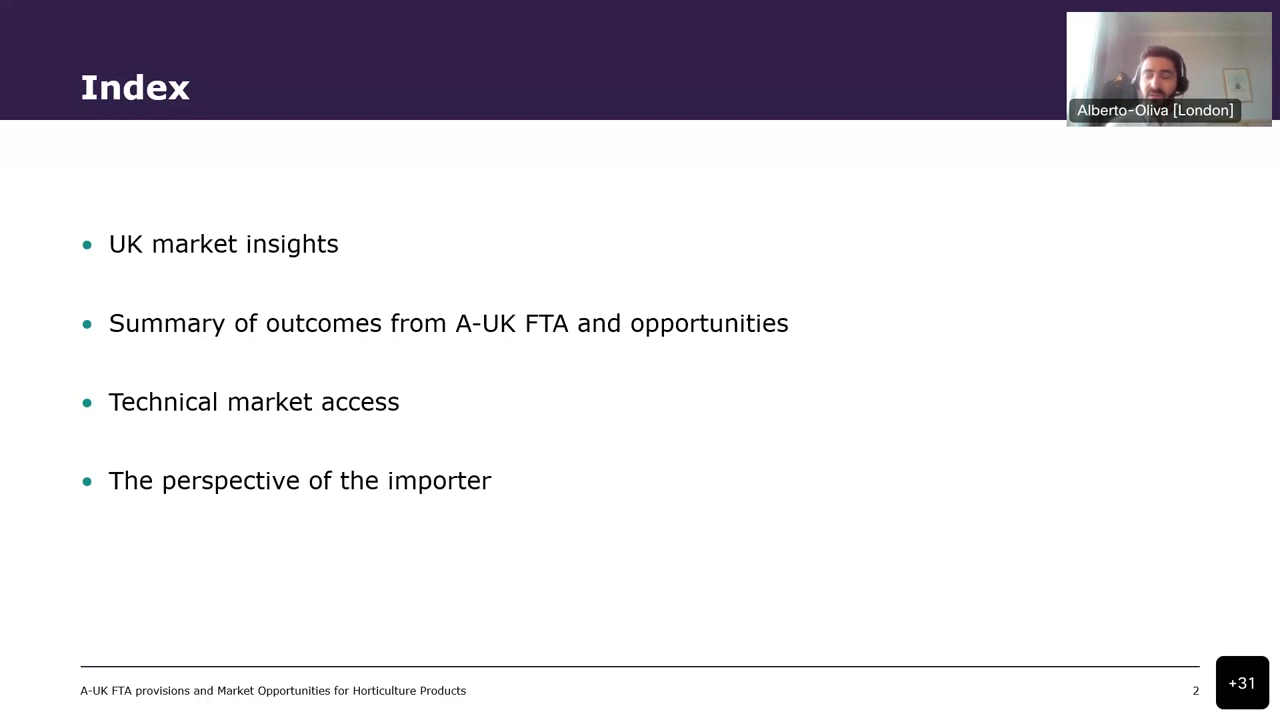 Index
Alberto-Oliva [London]
• UK market insights
• Summary of outcomes from A-UK FTA and opportunities
• Technical market access
• The perspective of the importer
A-UK FTA provisions and Market Opportunities for Horticulture Products
2
+31